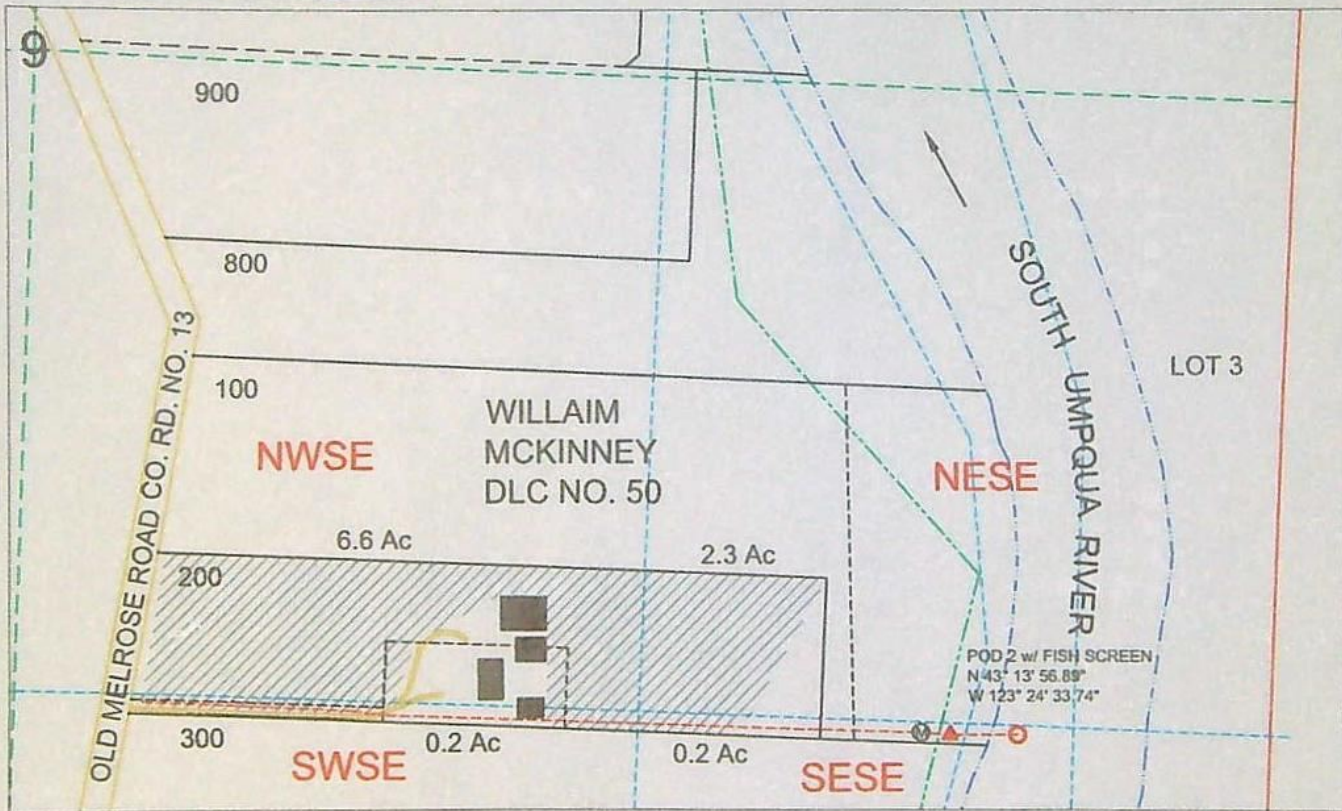 9
900
800
OLD MELROSE ROAD CO. RD. NO. 13
100
NWSE
WILLAIM
MCKINNEY
DLC NO. 50
NESE
SOUTH UMPQUA RIVER
LOT 3
6.6 Ac
2.3 Ac
200
POD 2 w/ FISH SCREEN
N 43° 13' 56.89"
W 123° 24' 33.74"
M
300
0.2 Ac
0.2 Ac
SWSE
SESE